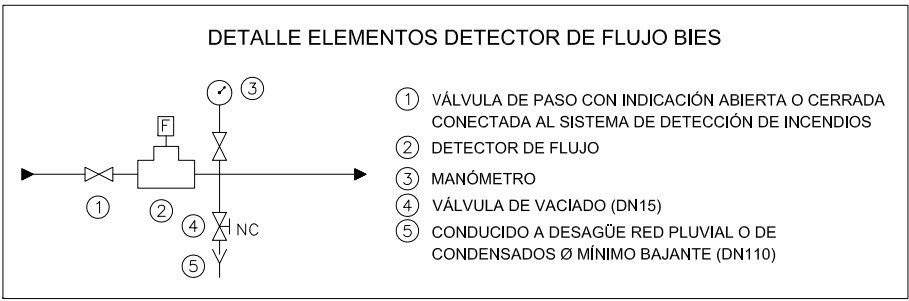 DETALLE ELEMENTOS DETECTOR DE FLUJO BIES
3
F
1
2
4
NC
5
1 VÁLVULA DE PASO CON INDICACIÓN ABIERTA O CERRADA
CONECTADA AL SISTEMA DE DETECCIÓN DE INCENDIOS
2 DETECTOR DE FLUJO
3 MANÓMETRO
4 VÁLVULA DE VACIADO (DN15)
5 CONDUCIDO A DESAGÜE RED PLUVIAL O DE
CONDENSADOS Ø MÍNIMO BAJANTE (DN110)